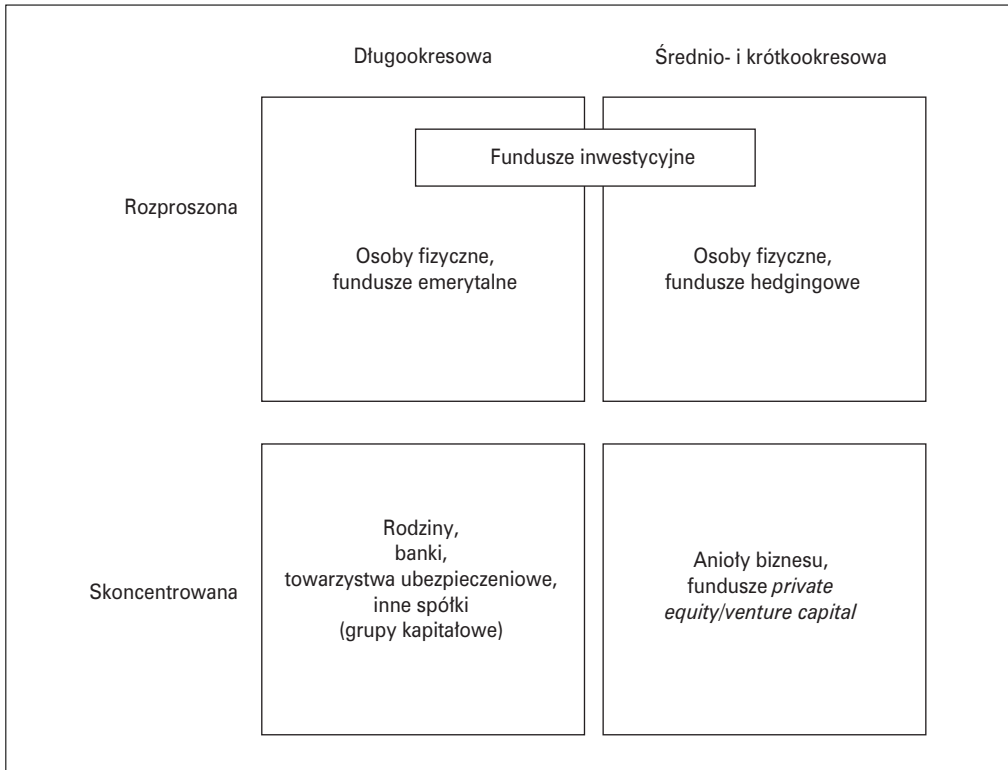 Długookresowa
Średnio- i krótkookresowa
Fundusze inwestycyjne
Rozproszona
Osoby fizyczne,
fundusze emerytalne
Osoby fizyczne,
fundusze hedgingowe
Skoncentrowana
Rodziny,
banki,
towarzystwa ubezpieczeniowe,
inne spółki
(grupy kapitałowe)
Anioły biznesu,
fundusze private
equity/venture capital